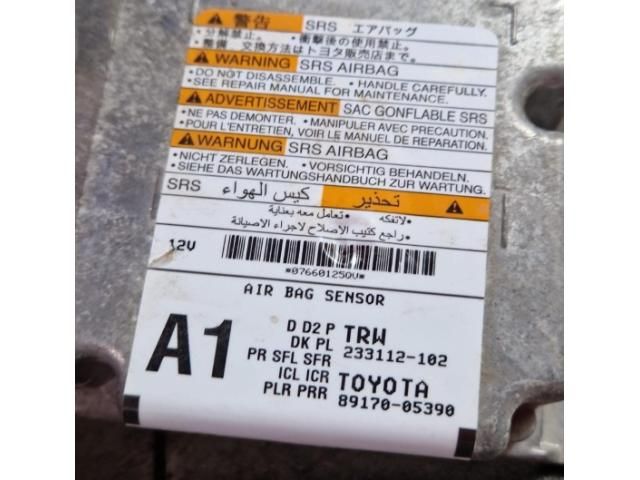 警告 SRS エアバッグ
・分解禁止。 ・衝撃後の使用禁止。
・整備 交換方法はトヨタ販売店まで。
WARNING SRS AIRBAG
・DO NOT DISASSEMBLE. ・HANDLE CAREFULLY.
・SEE REPAIR MANUAL FOR MAINTENANCE.
ADVERTISSEMENT SAC GONFLABLE SRS
・NE PAS DEMONTER. ・MANIPULER AVEC PRECAUTION.
・POUR L'ENTRETIEN, VOIR LE MANUEL DE REPARATION.
WARNUNG SRS AIRBAG
・NICHT ZERLEGEN. ・VORSICHTIG BEHANDELN.
・SIEHE DAS WARTUNGSHANDBUCH ZUR WARTUNG.
تحذير كيس الهواء SRS
・لا تفكه ・تعامل معه بعناية
・راجع كتيب الاصلاح لاجراء الاصيانة
12V
*0766012SOV*
AIR BAG SENSOR
A1
D D2 P TRW
DK PL 233112-102
PR SFL SFR
ICL ICR TOYOTA
PLR PRR 89170-05390